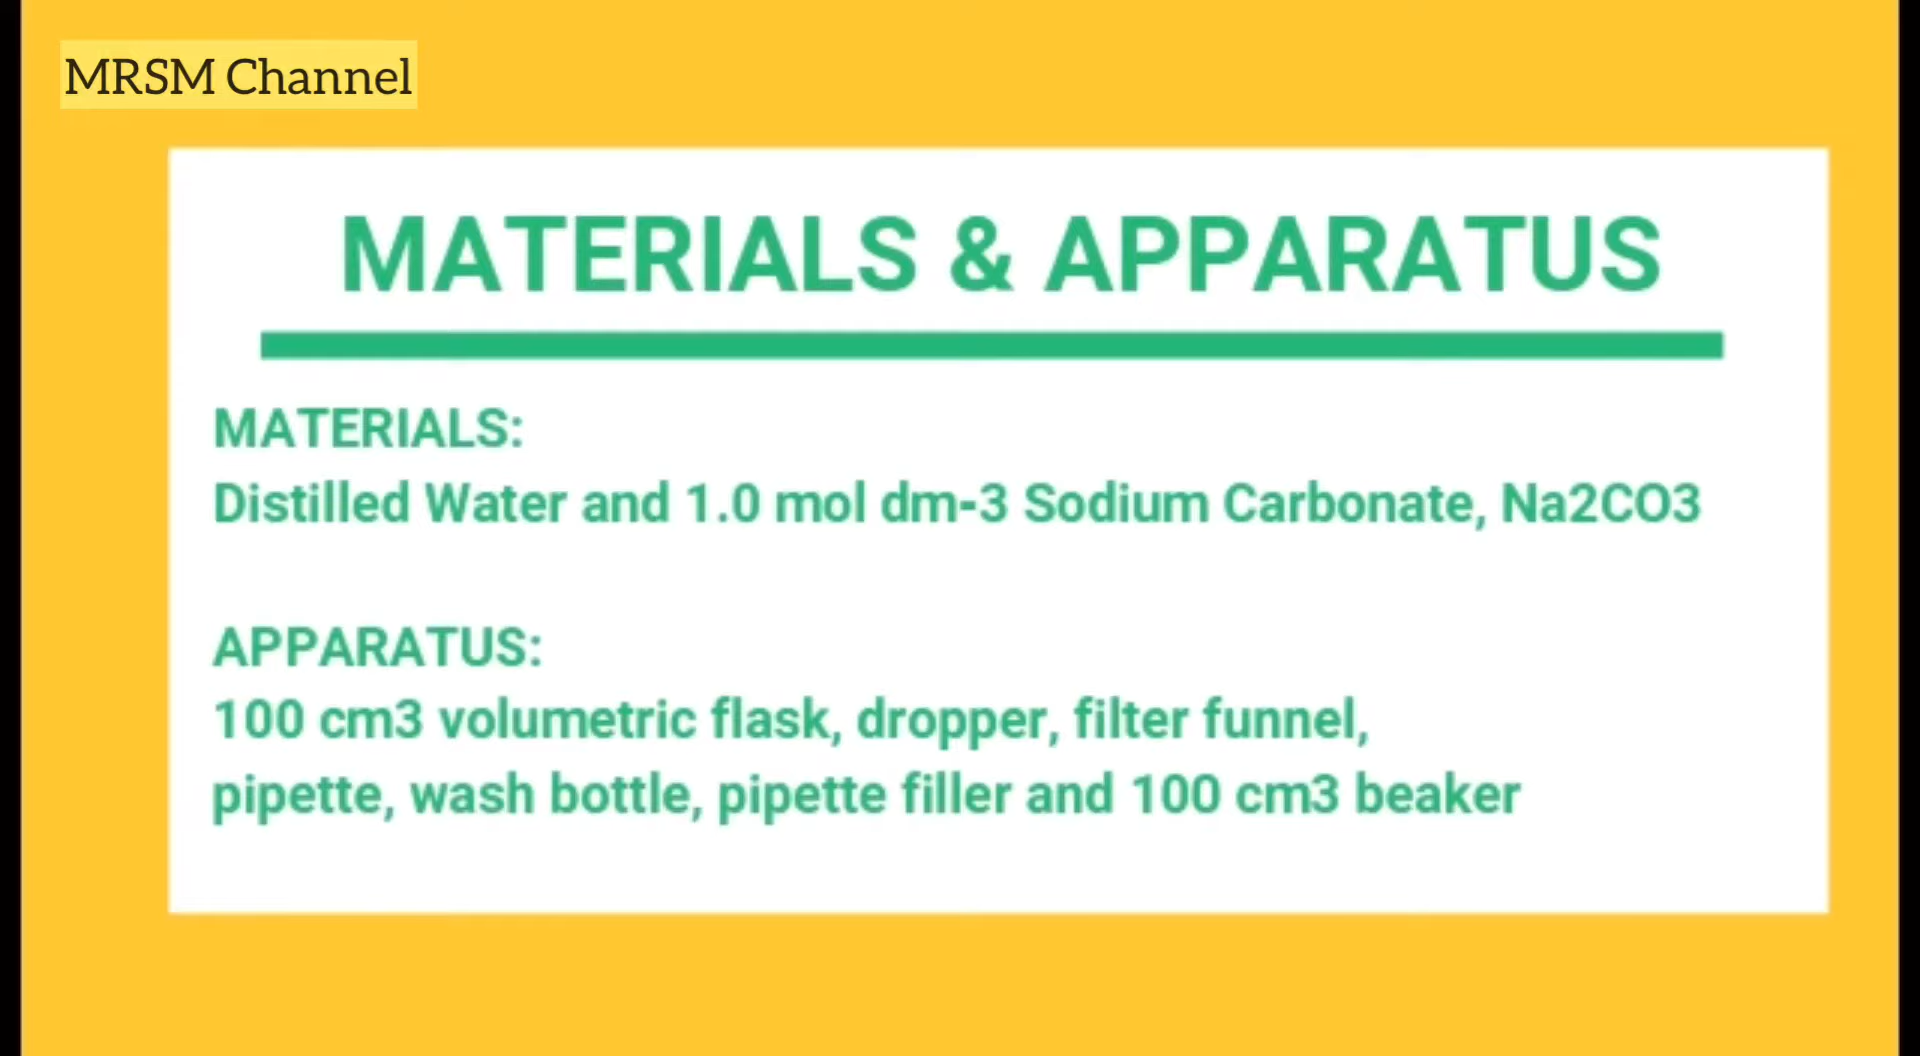 MRSM Channel
MATERIALS & APPARATUS
MATERIALS:
Distilled Water and 1.0 mol dm-3 Sodium Carbonate, Na2CO3
APPARATUS:
100 cm3 volumetric flask, dropper, filter funnel,
pipette, wash bottle, pipette filler and 100 cm3 beaker